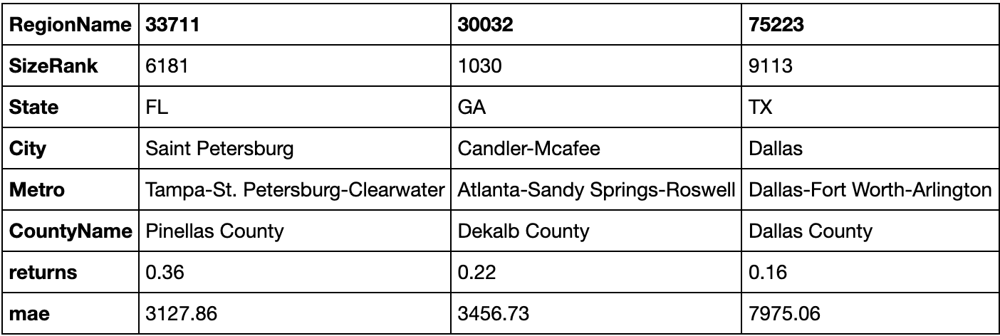 RegionName 33711 30032 75223
SizeRank 6181 1030 9113
State FL GA TX
City Saint Petersburg Candler-Mcafee Dallas
Metro Tampa-St. Petersburg-Clearwater Atlanta-Sandy Springs-Roswell Dallas-Fort Worth-Arlington
CountyName Pinellas County Dekalb County Dallas County
returns 0.36 0.22 0.16
mae 3127.86 3456.73 7975.06